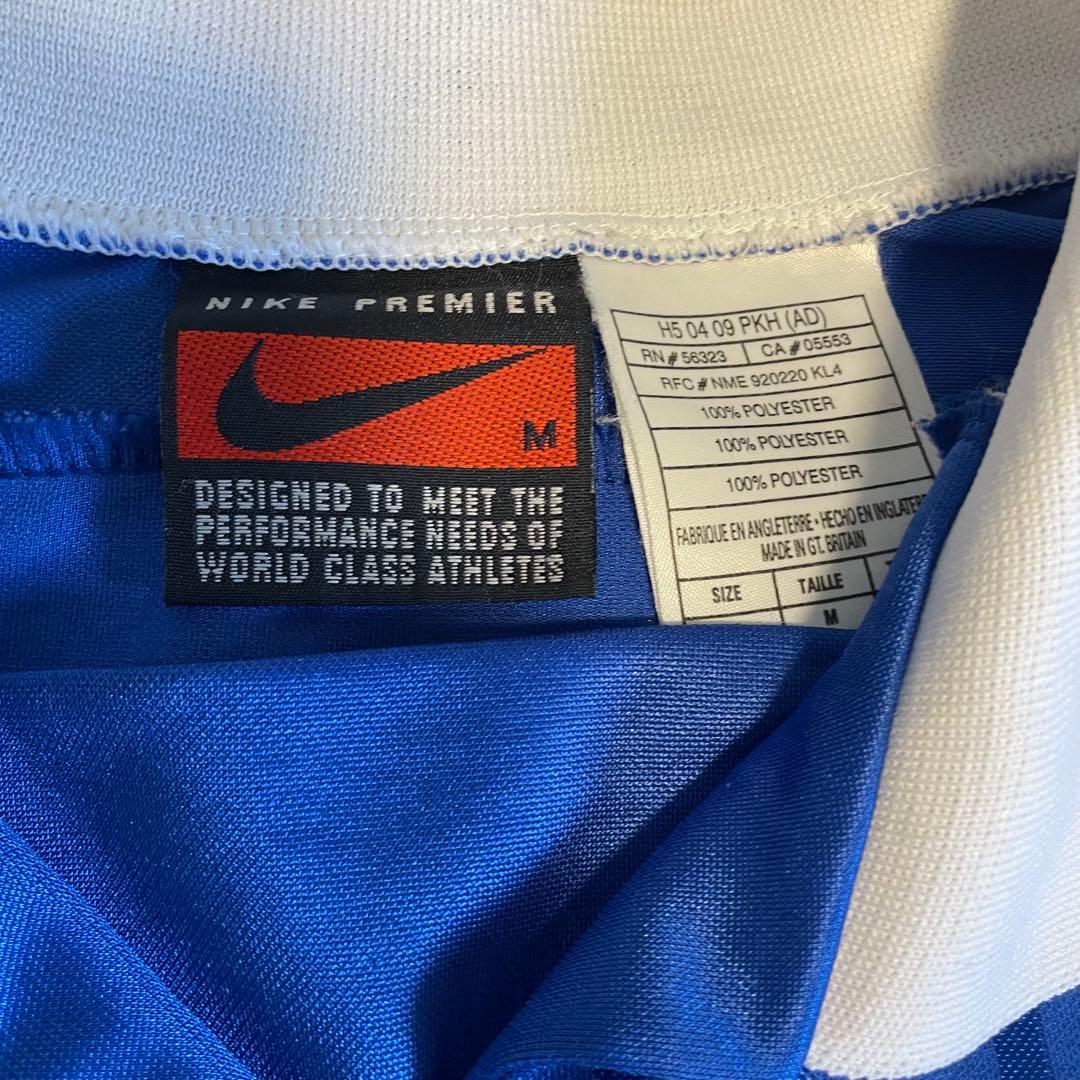 NIKE PREMIER
M
DESIGNED TO MEET THE
PERFORMANCE NEEDS OF
WORLD CLASS ATHLETES
H5 04 09 PKH (AD)
RN # 56323 CA # 05553
RFC # NME 920220 KL4
100% POLYESTER
100% POLYESTER
100% POLYESTER
FABRIQUE EN ANGLETERRE • HECHO EN
MADE IN GT. BRITAIN
SIZE TAILLE
M